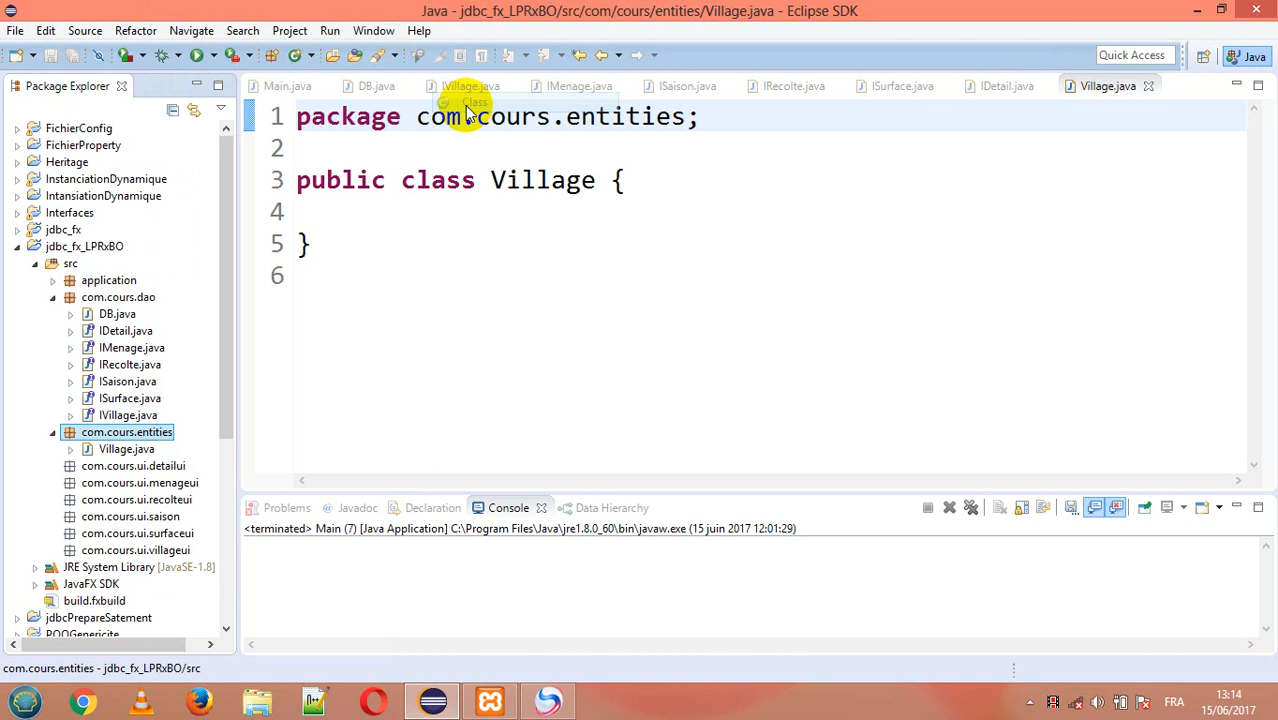 Java - jdbc_fx_LPRxBO/src/com/cours/entities/Village.java - Eclipse SDK
File Edit Source Refactor Navigate Search Project Run Window Help
Quick Access
Java
Package Explorer
Main.java DB.java IVillage.java IMenage.java ISaison.java IRecolte.java ISurface.java IDetail.java Village.java
Class
FichierConfig
FichierProperty
Heritage
InstanciationDynamique
IntansiationDynamique
Interfaces
jdbc_fx
jdbc_fx_LPRxBO
src
application
com.cours.dao
DB.java
IDetail.java
IMenage.java
IRecolte.java
ISaison.java
ISurface.java
IVillage.java
com.cours.entities
Village.java
com.cours.ui.detailui
com.cours.ui.menageui
com.cours.ui.recolteui
com.cours.ui.saison
com.cours.ui.surfaceui
com.cours.ui.villageui
JRE System Library [JavaSE-1.8]
JavaFX SDK
build.fxbuild
jdbcPrepareSatement
POOGenericite
1 package com.cours.entities;
2
3 public class Village {
4
5 }
6
Problems Javadoc Declaration Console Data Hierarchy
<terminated> Main (7) [Java Application] C:\Program Files\Java\jre1.8.0_60\bin\javaw.exe (15 juin 2017 12:01:29)
com.cours.entities - jdbc_fx_LPRxBO/src
FRA
13:14
15/06/2017